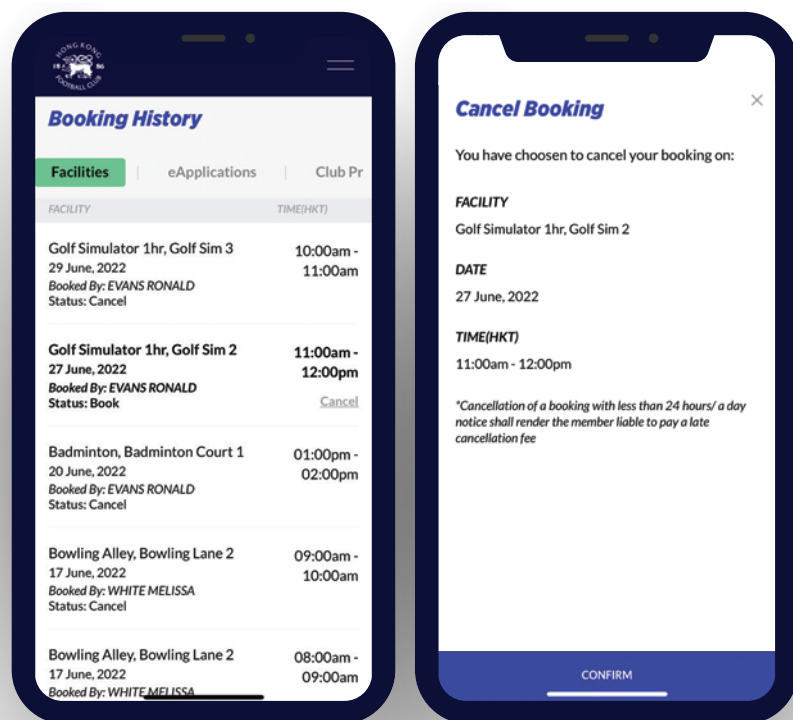 HONG KONG
18 86
FOOTBALL CLUB
Booking History
Facilities | eApplications | Club Pr
FACILITY TIME(HKT)
Golf Simulator 1hr, Golf Sim 3 10:00am -
29 June, 2022 11:00am
Booked By: EVANS RONALD
Status: Cancel
Golf Simulator 1hr, Golf Sim 2 11:00am -
27 June, 2022 12:00pm
Booked By: EVANS RONALD
Status: Book Cancel
Badminton, Badminton Court 1 01:00pm -
20 June, 2022 02:00pm
Booked By: EVANS RONALD
Status: Cancel
Bowling Alley, Bowling Lane 2 09:00am -
17 June, 2022 10:00am
Booked By: WHITE MELISSA
Status: Cancel
Bowling Alley, Bowling Lane 2 08:00am -
17 June, 2022 09:00am
Booked By: WHITE MELISSA
Cancel Booking
You have choosen to cancel your booking on:
FACILITY
Golf Simulator 1hr, Golf Sim 2
DATE
27 June, 2022
TIME(HKT)
11:00am - 12:00pm
*Cancellation of a booking with less than 24 hours/ a day
notice shall render the member liable to pay a late
cancellation fee
CONFIRM